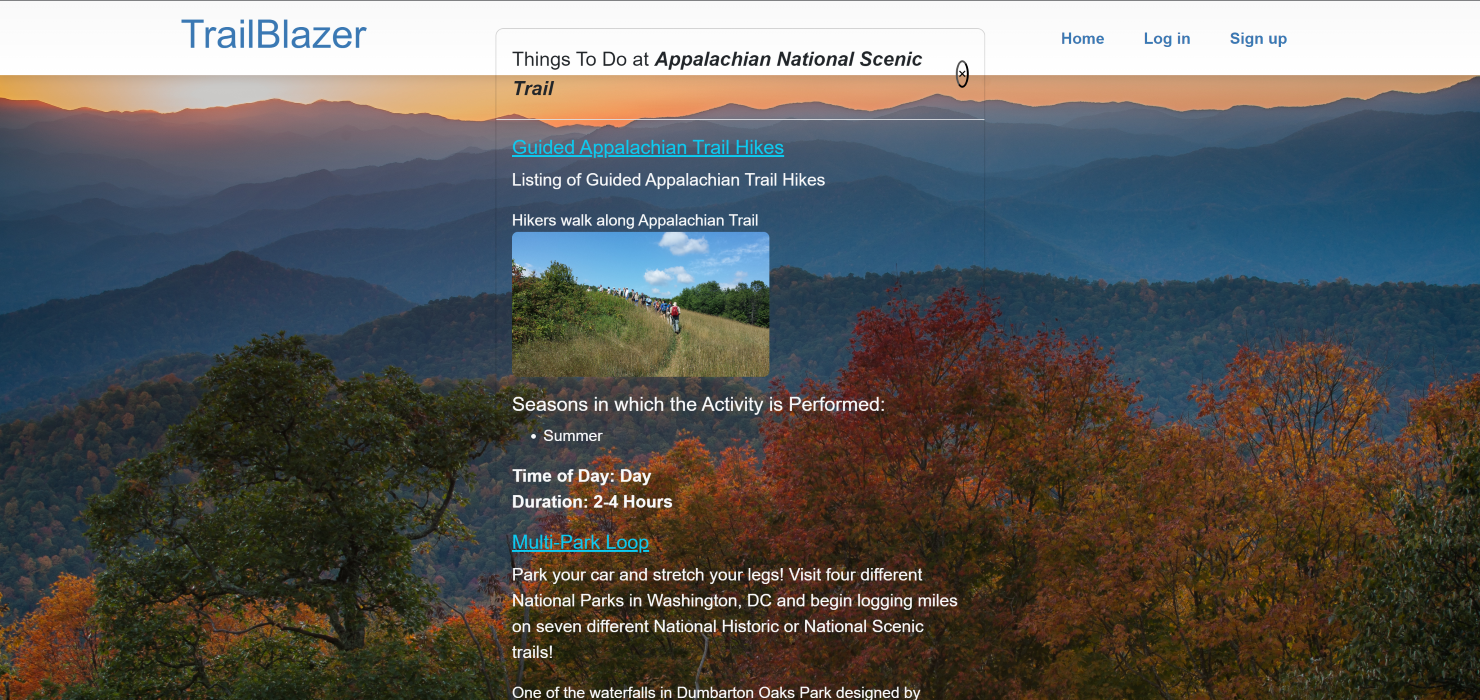 TrailBlazer
Home
Log in
Sign up
Things To Do at Appalachian National Scenic
Trail
×
Guided Appalachian Trail Hikes
Listing of Guided Appalachian Trail Hikes
Hikers walk along Appalachian Trail
Seasons in which the Activity is Performed:
• Summer
Time of Day: Day
Duration: 2-4 Hours
Multi-Park Loop
Park your car and stretch your legs! Visit four different
National Parks in Washington, DC and begin logging miles
on seven different National Historic or National Scenic
trails!
One of the waterfalls in Dumbarton Oaks Park designed by